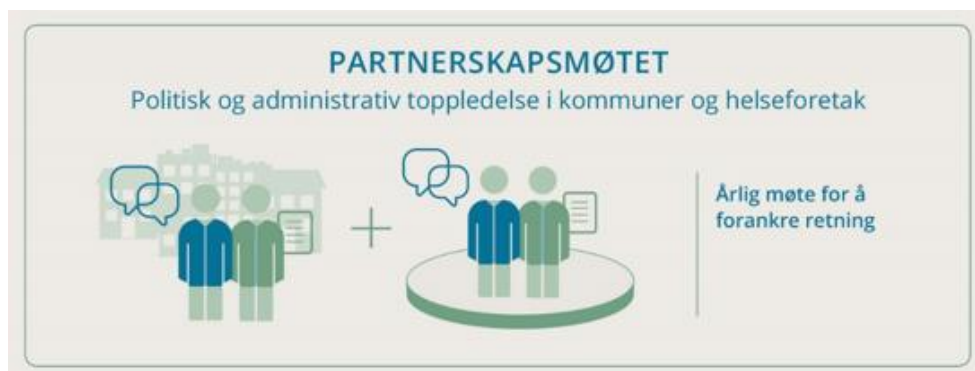 PARTNERSKAPSMØTET
Politisk og administrativ toppledelse i kommuner og helseforetak
Årlig møte for å
forankre retning